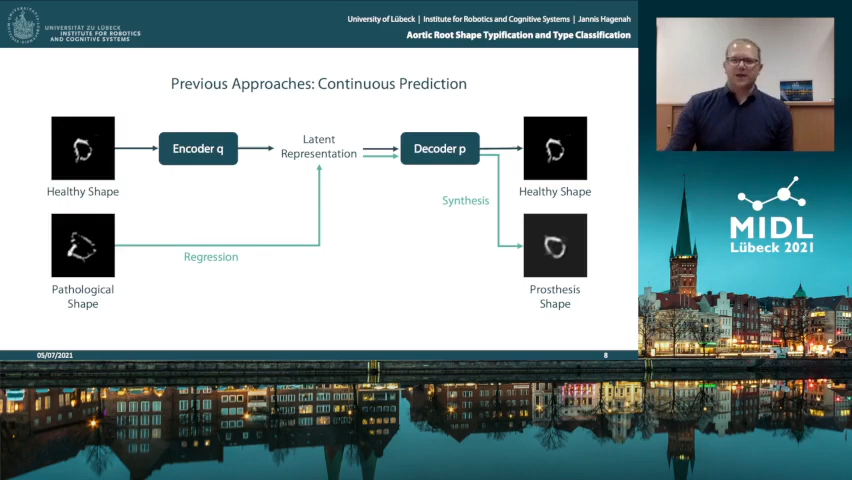 UNIVERSITÄT ZU LÜBECK
INSTITUTE FOR ROBOTICS
AND COGNITIVE SYSTEMS
University of Lübeck | Institute for Robotics and Cognitive Systems | Jannis Hagenah
Aortic Root Shape Typification and Type Classification
Previous Approaches: Continuous Prediction
Healthy Shape
Encoder q
Latent
Representation
Decoder p
Healthy Shape
Synthesis
Regression
Pathological
Shape
Prosthesis
Shape
05/07/2021
8
MIDL
Lübeck 2021